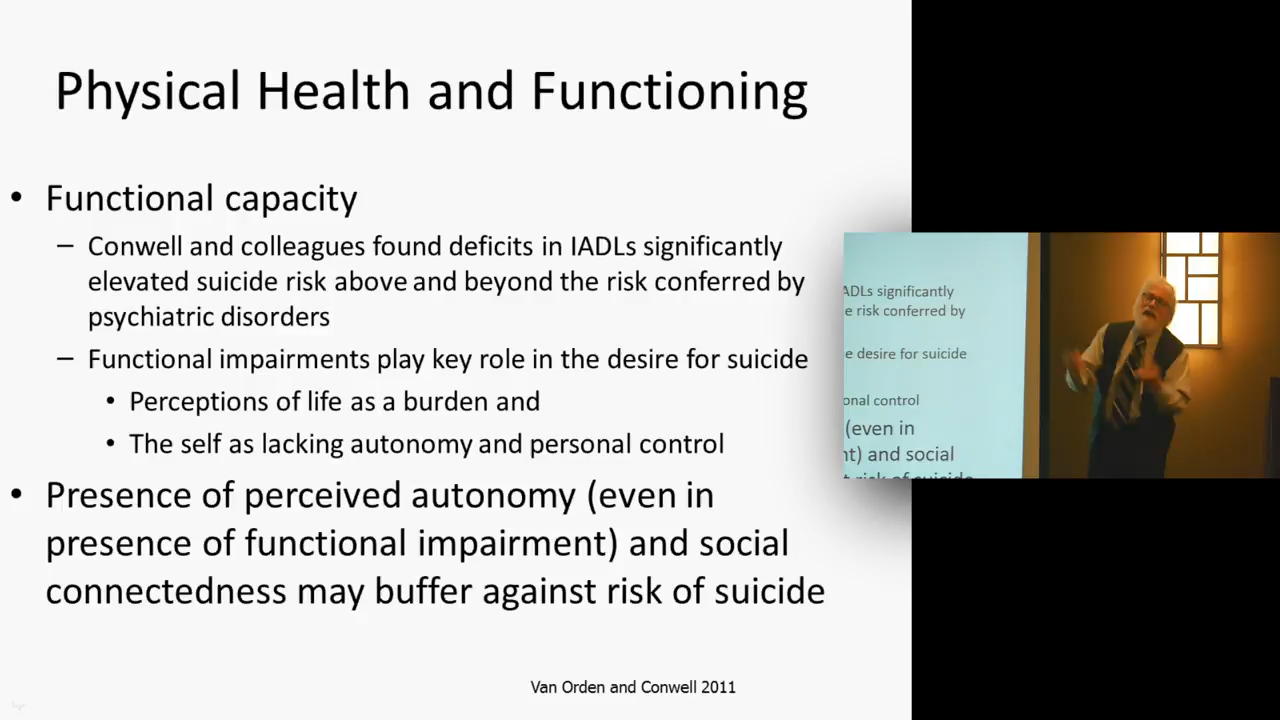 Physical Health and Functioning
• Functional capacity
– Conwell and colleagues found deficits in IADLs significantly
elevated suicide risk above and beyond the risk conferred by
psychiatric disorders
– Functional impairments play key role in the desire for suicide
• Perceptions of life as a burden and
• The self as lacking autonomy and personal control
• Presence of perceived autonomy (even in
presence of functional impairment) and social
connectedness may buffer against risk of suicide
Van Orden and Conwell 2011
ADLs significantly
e risk conferred by
e desire for suicide
onal control
(even in
nt) and social
t risk of suicide